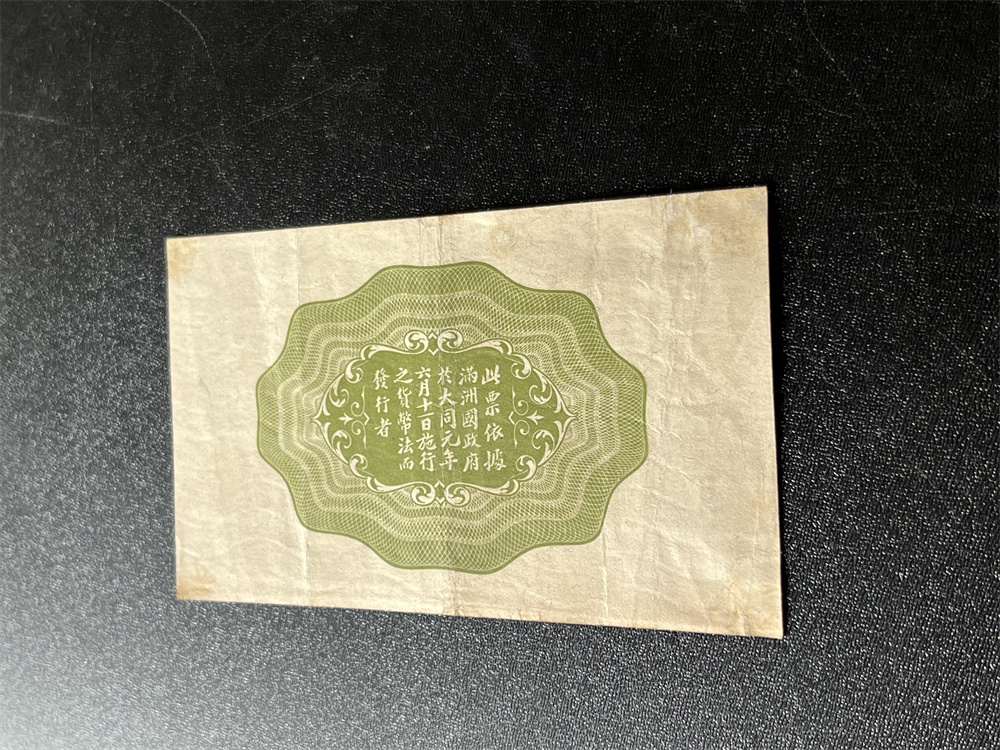 此票依據
滿洲國政府
於大同元年
六月十一日施行
之貨幣法而
發行者